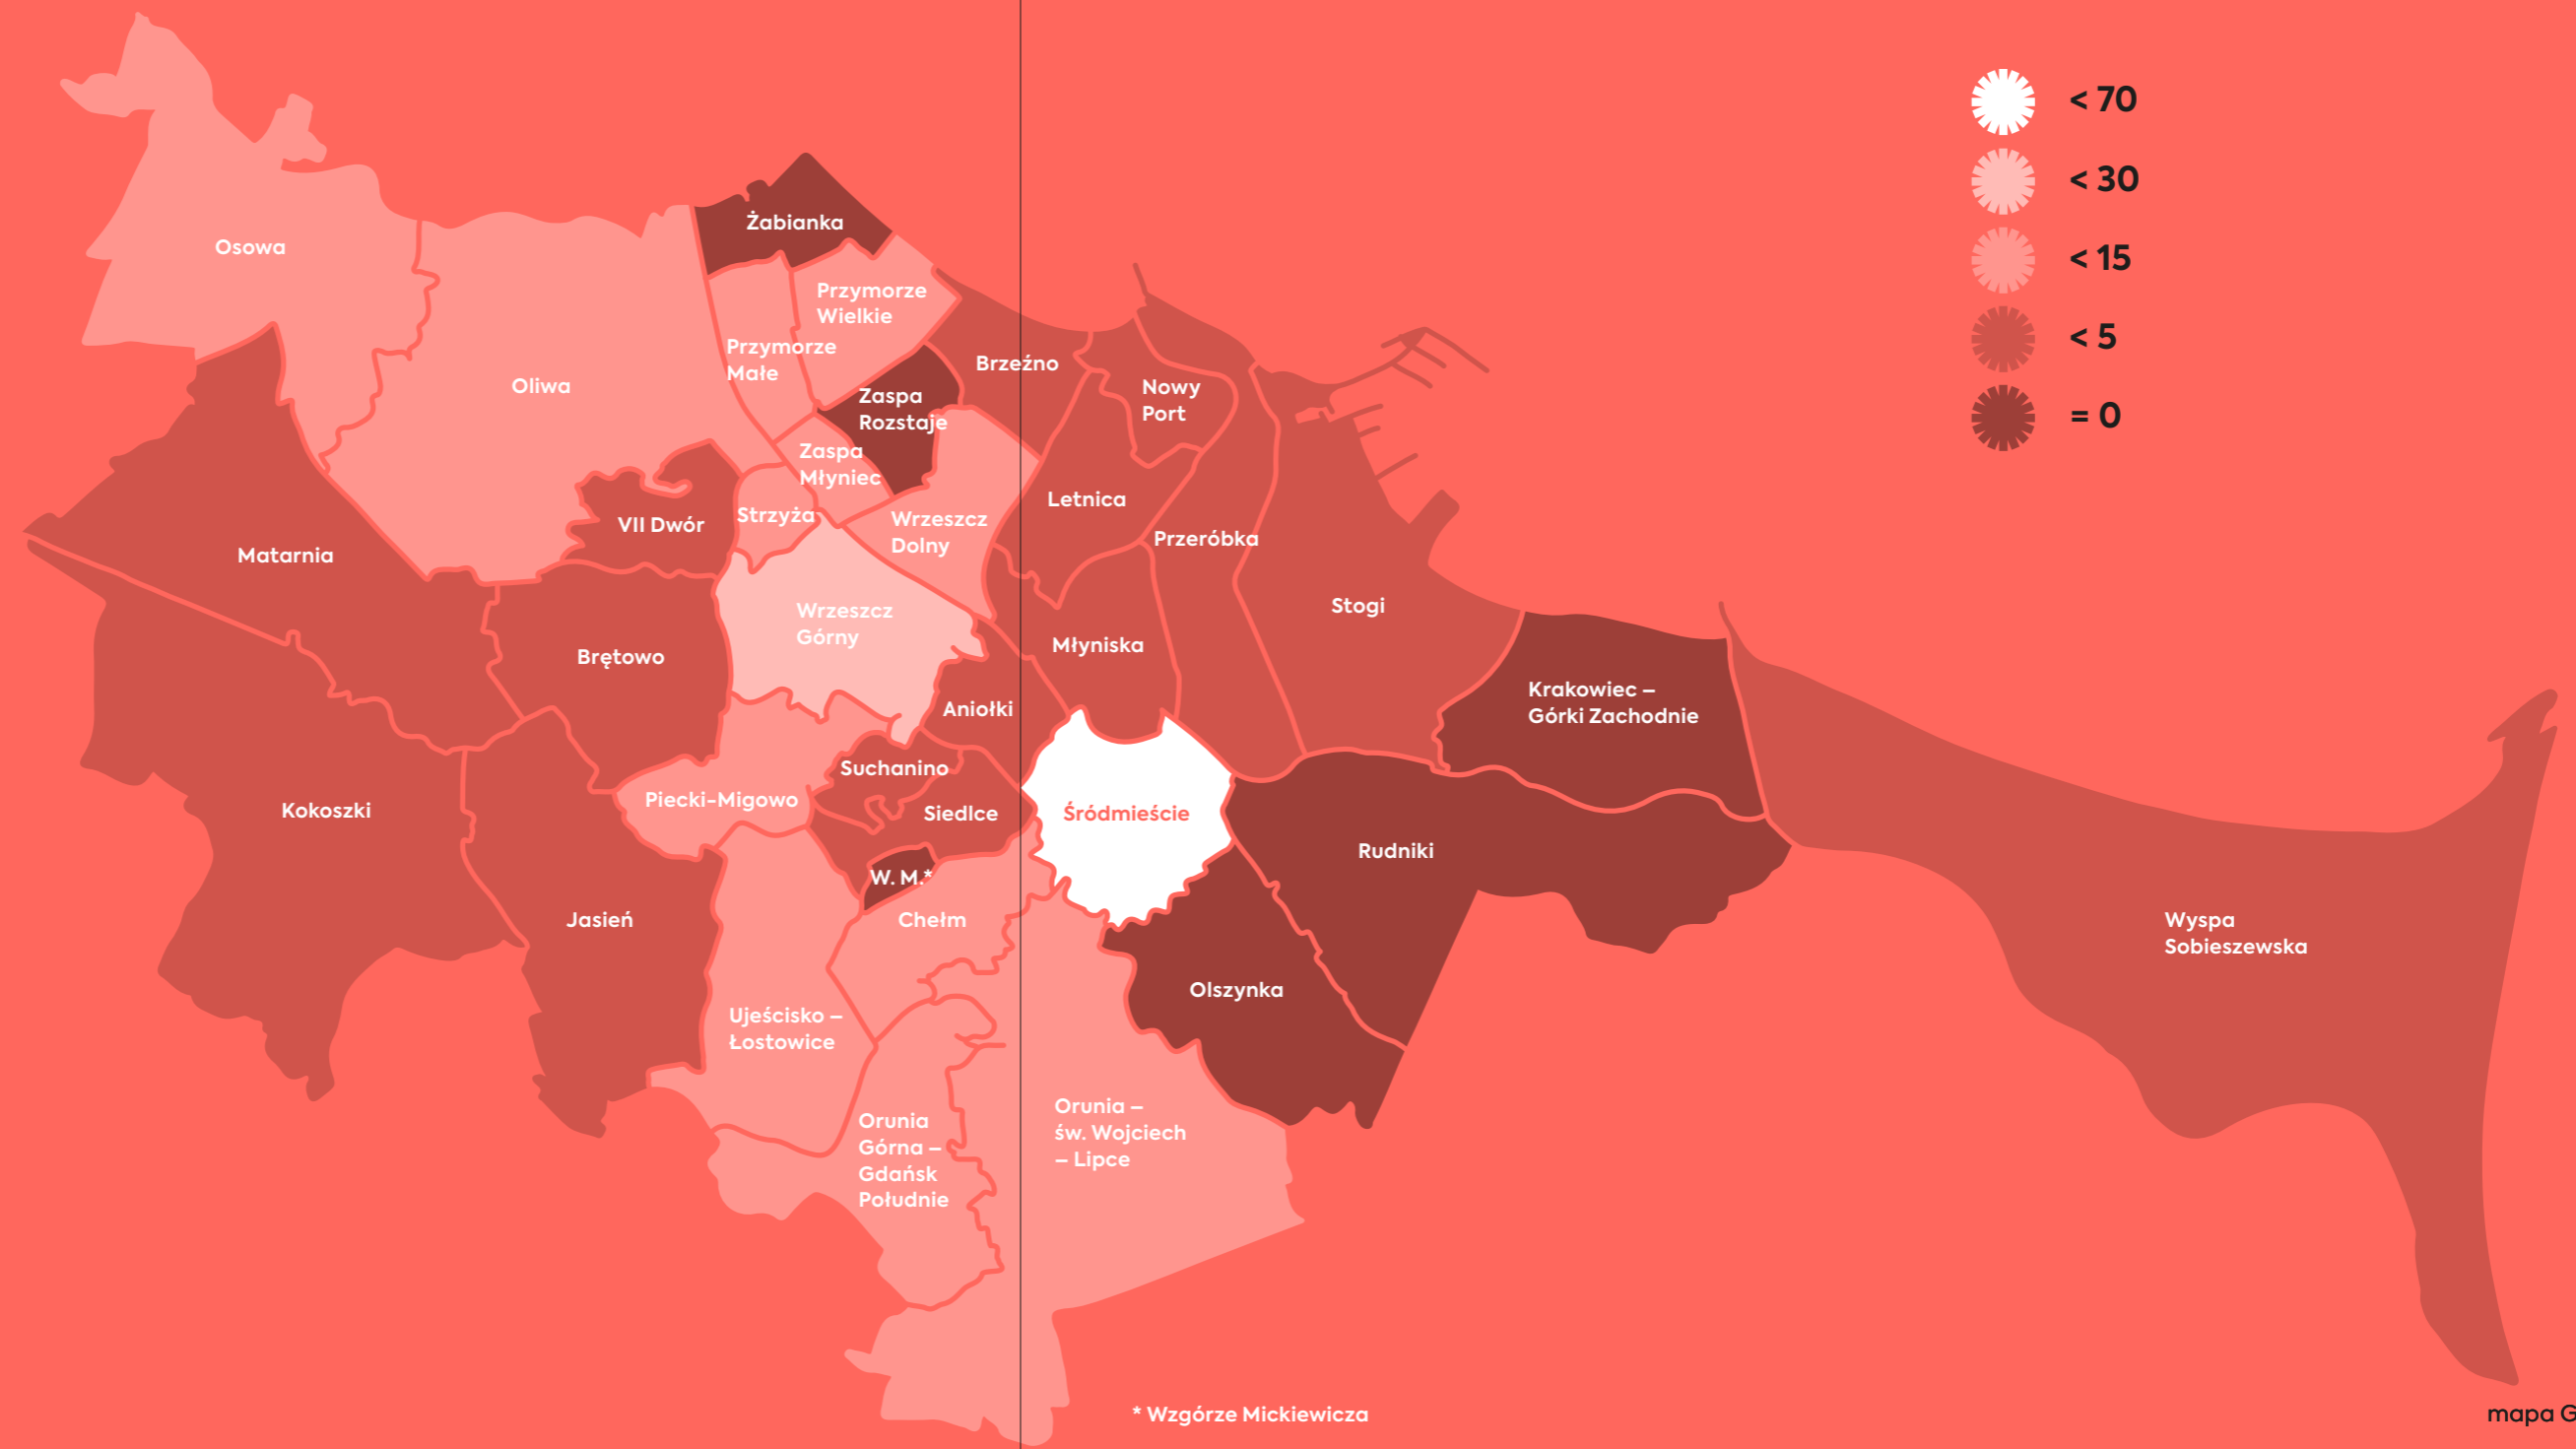 < 70
< 30
< 15
< 5
= 0
Żabianka
Osowa
Przymorze
Wielkie
Przymorze
Małe
Brzeźno
Oliwa
Nowy
Port
Zaspa
Rozstaje
Zaspa
Młyniec
Letnica
VII Dwór
Strzyża
Wrzeszcz
Dolny
Przeróbka
Matarnia
Stogi
Wrzeszcz
Górny
Młyniska
Brętowo
Krakowiec –
Górki Zachodnie
Aniołki
Suchanino
Piecki-Migowo
Kokoszki
Siedlce
Śródmieście
Rudniki
W. M.*
Jasień
Chełm
Wyspa
Sobieszewska
Olszynka
Ujeścisko –
Łostowice
Orunia
Górna –
Gdańsk
Południe
Orunia –
św. Wojciech
– Lipce
* Wzgórze Mickiewicza
mapa G